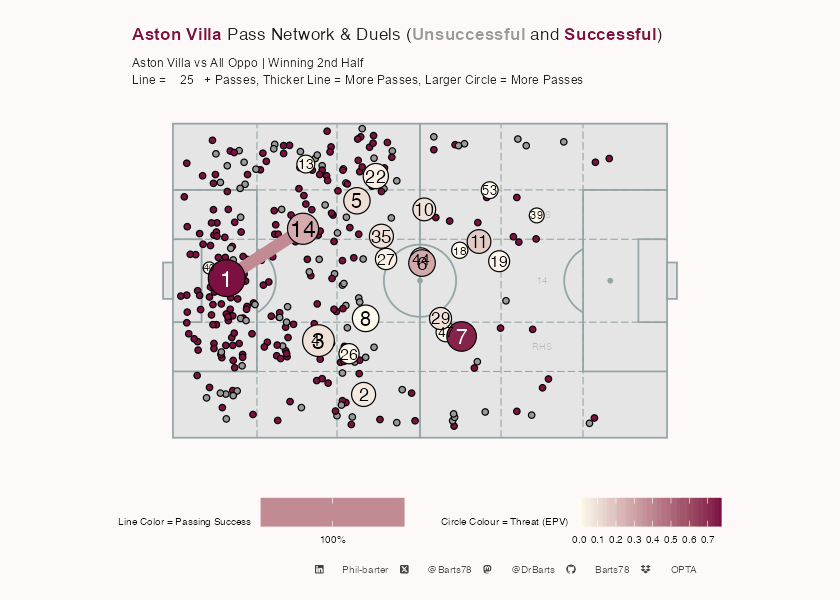 Aston Villa Pass Network & Duels (Unsuccessful and Successful)
Aston Villa vs All Oppo | Winning 2nd Half
Line = 25 + Passes, Thicker Line = More Passes, Larger Circle = More Passes
13
22
53
5
10
39
14
35
11
18
27
44
19
1
14
8
29
7
RHS
3
26
2
Line Color = Passing Success
100%
Circle Colour = Threat (EPV)
0.0 0.1 0.2 0.3 0.4 0.5 0.6 0.7
Phil-barter @Barts78 @DrBarts Barts78 OPTA